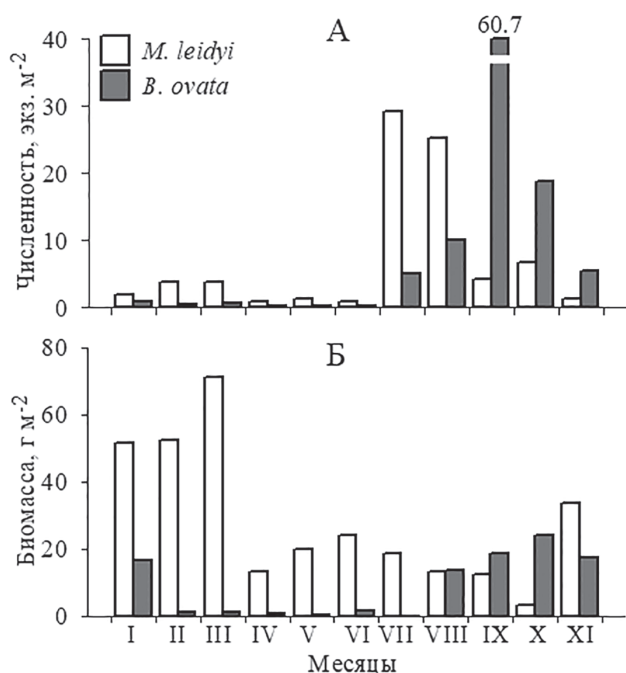 60.7
А
M. leidyi
B. ovata
Численность, экз. м-2
40
30
20
10
0
Б
Биомасса, г м-2
80
60
40
20
0
I II III IV V VI VII VIII IX X XI
Месяцы